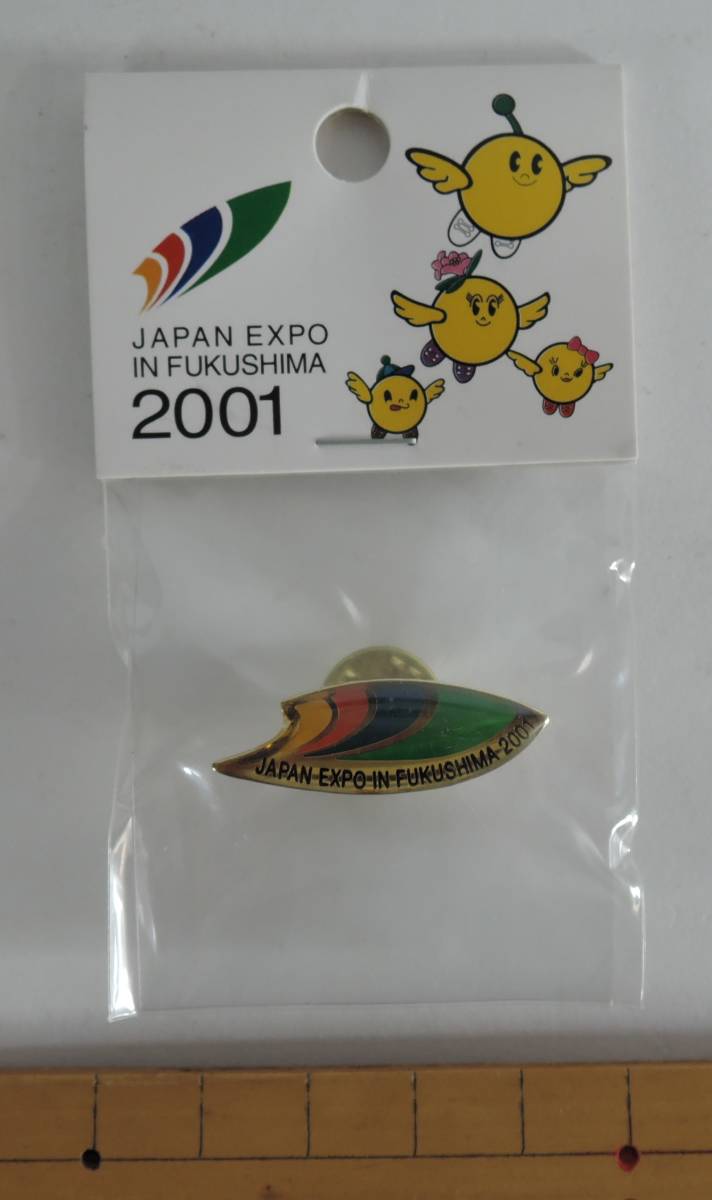 JAPAN EXPO
IN FUKUSHIMA
2001
JAPAN EXPO IN FUKUSHIMA 2001